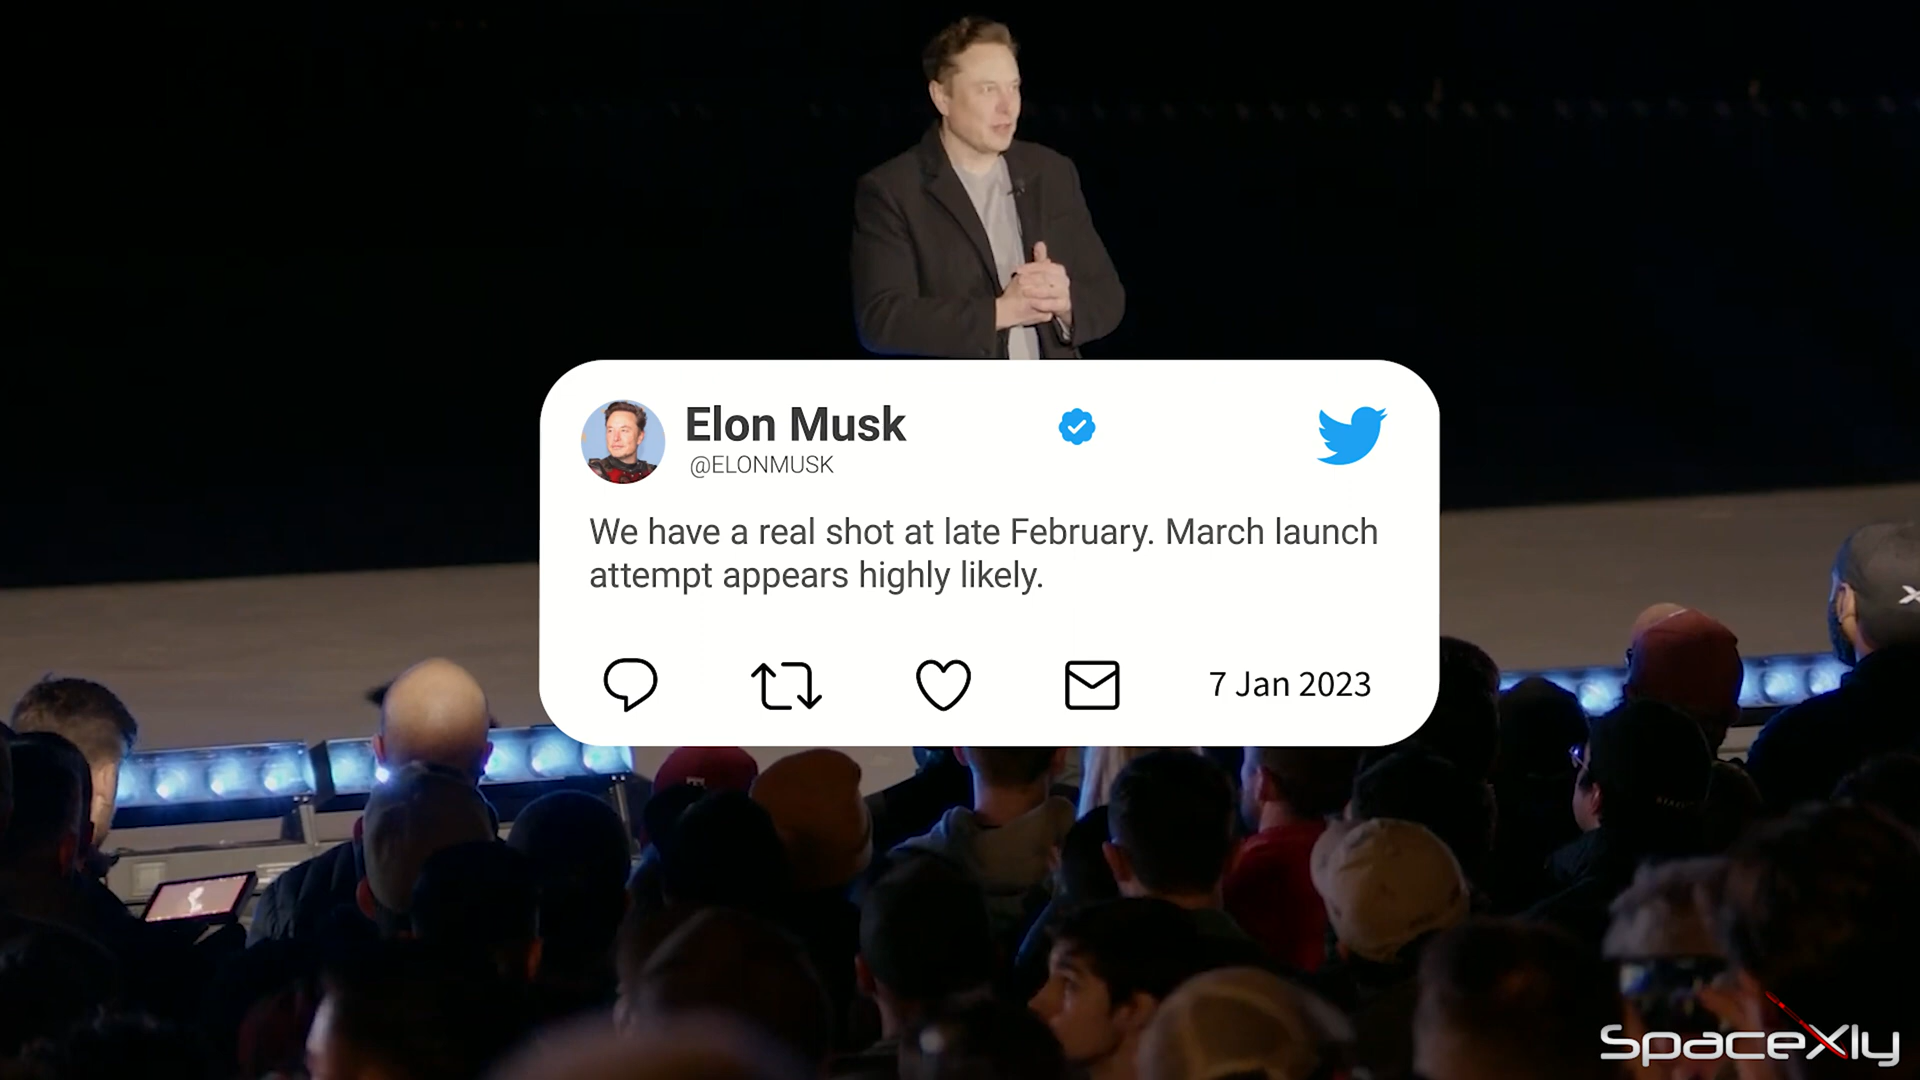 Elon Musk
@ELONMUSK
We have a real shot at late February. March launch
attempt appears highly likely.
7 Jan 2023
SpaceXly